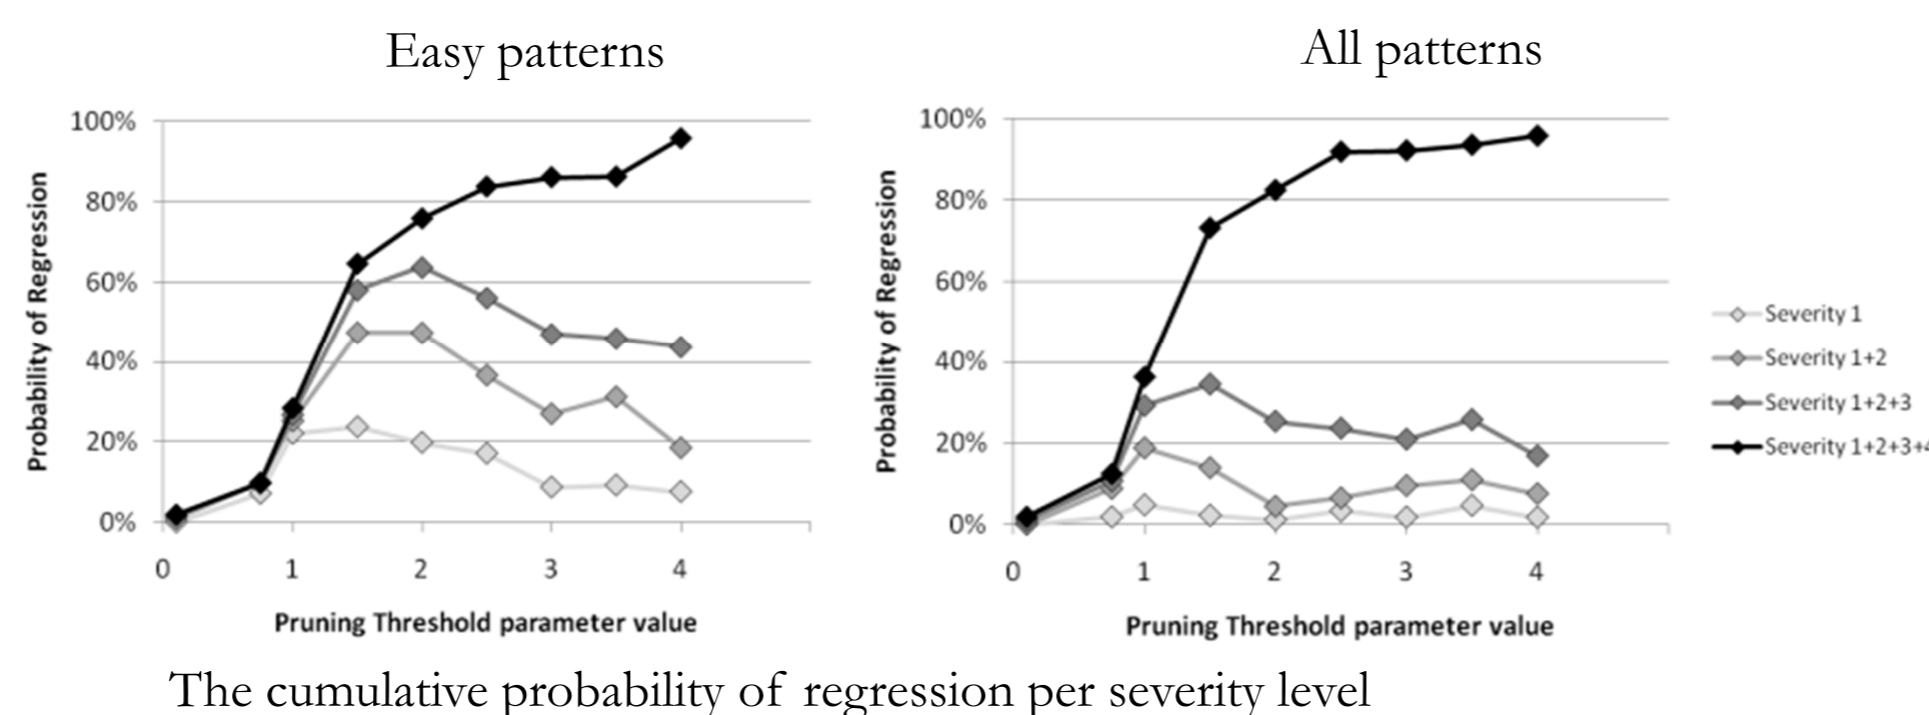 Easy patterns
All patterns
Probability of Regression
100%
80%
60%
40%
20%
0%
0 1 2 3 4
Pruning Threshold parameter value
Probability of Regression
100%
80%
60%
40%
20%
0%
0 1 2 3 4
Pruning Threshold parameter value
Severity 1
Severity 1+2
Severity 1+2+3
Severity 1+2+3+4
The cumulative probability of regression per severity level